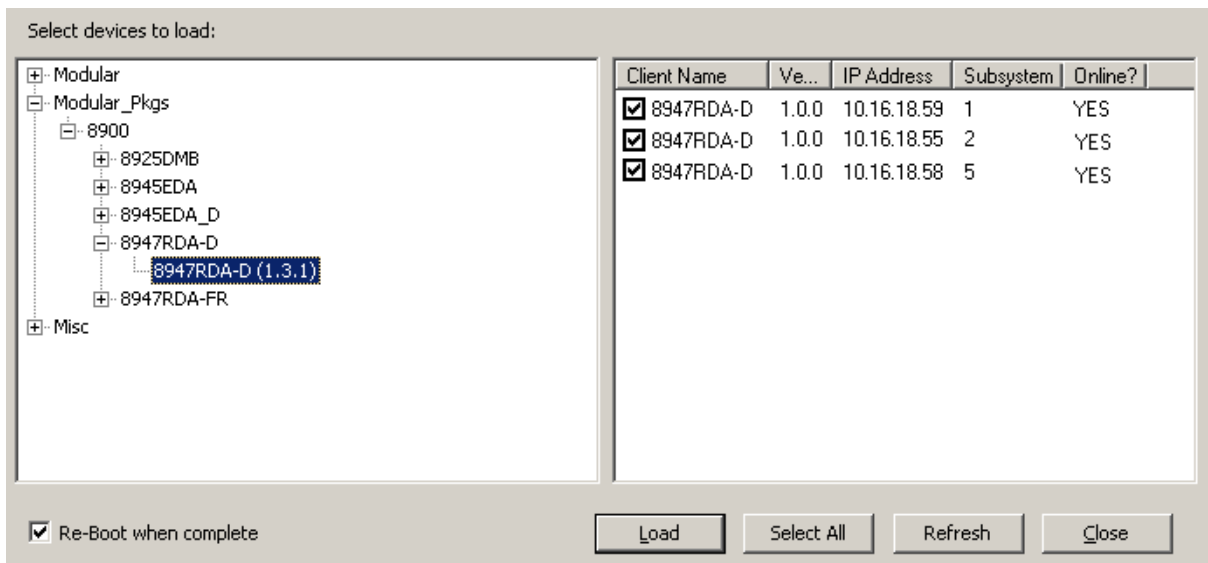 Select devices to load:
Modular
Modular_Pkgs
8900
8925DMB
8945EDA
8945EDA_D
8947RDA-D
8947RDA-D (1.3.1)
8947RDA-FR
Misc
Client Name Ve... IP Address Subsystem Online?
8947RDA-D 1.0.0 10.16.18.59 1 YES
8947RDA-D 1.0.0 10.16.18.55 2 YES
8947RDA-D 1.0.0 10.16.18.58 5 YES
Re-Boot when complete
Load Select All Refresh Close